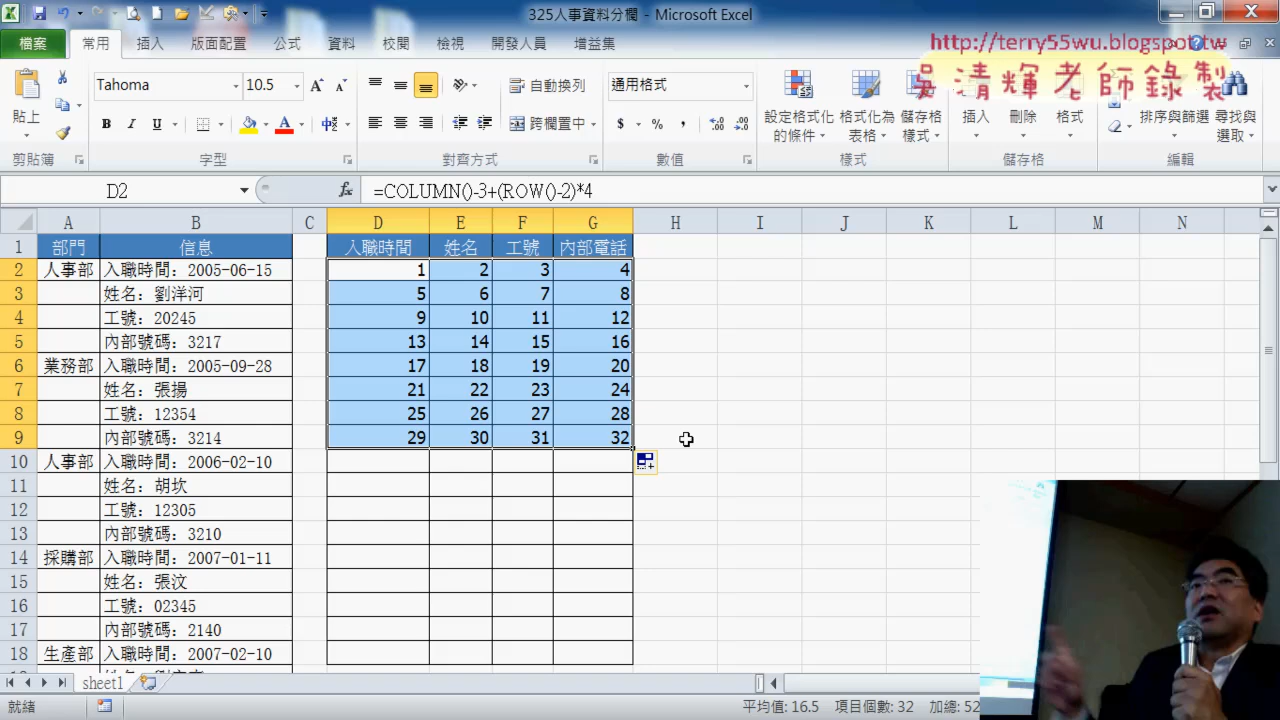 325人事資料分欄 - Microsoft Excel
http://terry55wu.blogspot.tw
吳清輝老師錄製
檔案 常用 插入 版面配置 公式 資料 校閱 檢視 開發人員 增益集
貼上 Tahoma 10.5 自動換列 通用格式
B I U 跨欄置中 $ % , 設定格式化的條件 格式化為表格 儲存格樣式 插入 刪除 格式 排序與篩選 尋找與選取
剪貼簿 字型 對齊方式 數值 樣式 儲存格 編輯
D2 fx =COLUMN()-3+(ROW()-2)*4
A B C D E F G H I J K L M N
1 部門 信息 入職時間 姓名 工號 內部電話
2 人事部 入職時間：2005-06-15 1 2 3 4
3 姓名：劉洋河 5 6 7 8
4 工號：20245 9 10 11 12
5 內部號碼：3217 13 14 15 16
6 業務部 入職時間：2005-09-28 17 18 19 20
7 姓名：張揚 21 22 23 24
8 工號：12354 25 26 27 28
9 內部號碼：3214 29 30 31 32
10 人事部 入職時間：2006-02-10
11 姓名：胡坎
12 工號：12305
13 內部號碼：3210
14 採購部 入職時間：2007-01-11
15 姓名：張汶
16 工號：02345
17 內部號碼：2140
18 生產部 入職時間：2007-02-10
sheet1
就緒 平均值: 16.5 項目個數: 32 加總: 52